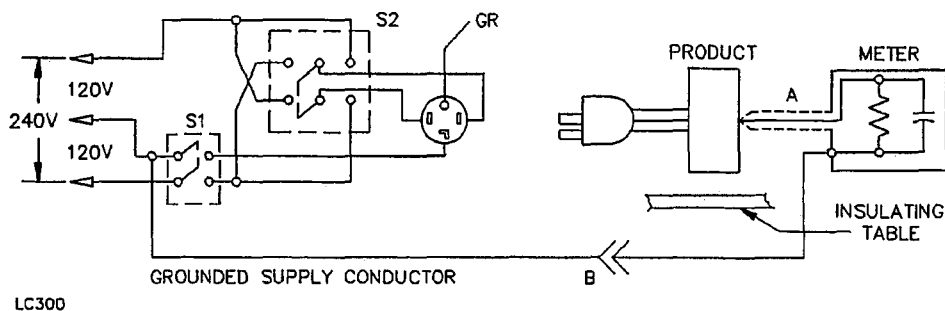 S2
GR
PRODUCT
METER
A
120V
240V
S1
120V
INSULATING
TABLE
GROUNDED SUPPLY CONDUCTOR
B
LC300